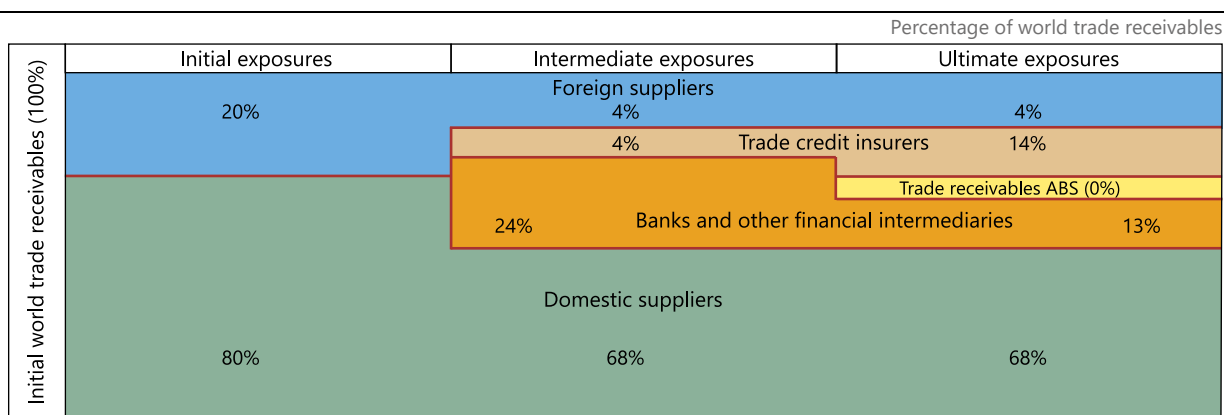 Percentage of world trade receivables
Initial world trade receivables (100%)
Initial exposures Intermediate exposures Ultimate exposures
Foreign suppliers
20% 4% 4%
4% Trade credit insurers 14%
Trade receivables ABS (0%)
24% Banks and other financial intermediaries 13%
Domestic suppliers
80% 68% 68%